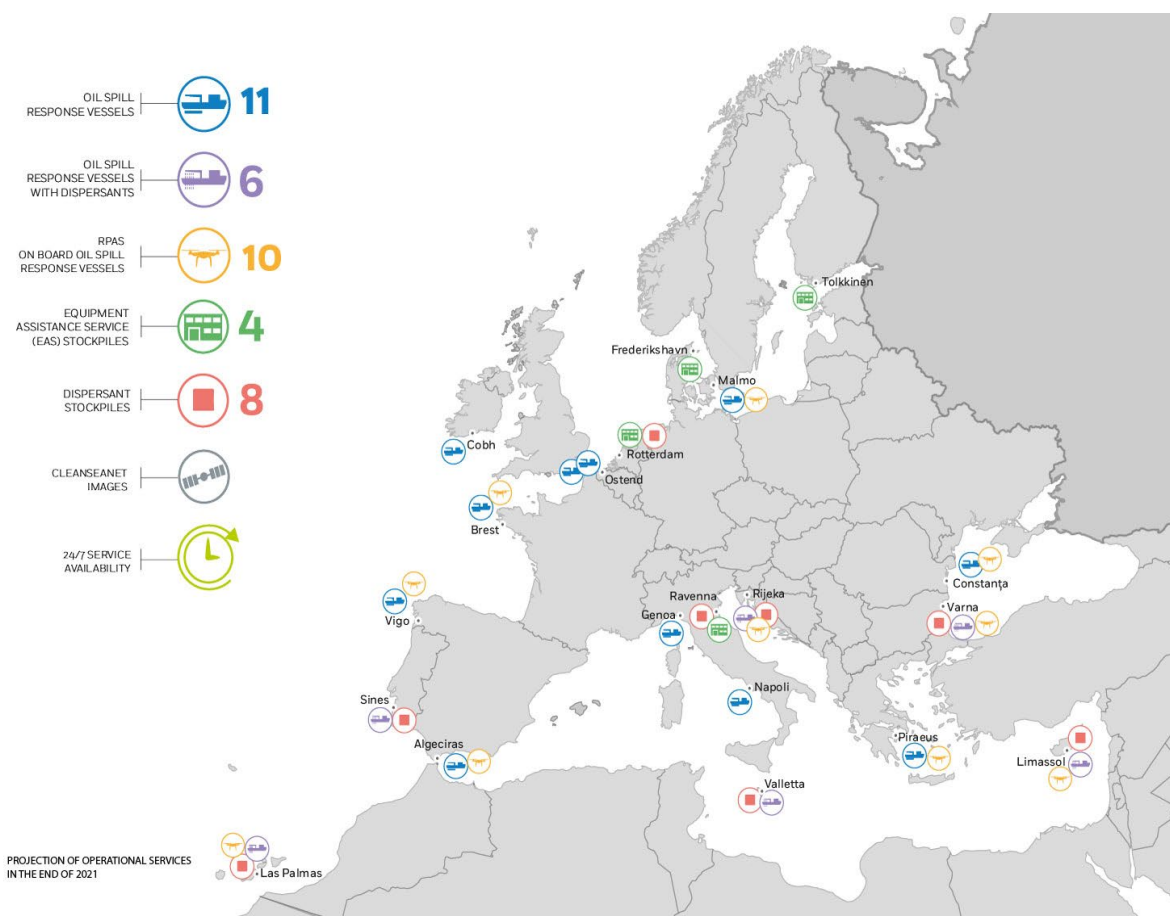 OIL SPILL
RESPONSE VESSELS
11
OIL SPILL
RESPONSE VESSELS
WITH DISPERSANTS
6
RPAS
ON BOARD OIL SPILL
RESPONSE VESSELS
10
EQUIPMENT
ASSISTANCE SERVICE
(EAS) STOCKPILES
4
DISPERSANT
STOCKPILES
8
CLEANSEANET
IMAGES
24/7 SERVICE
AVAILABILITY
Tolkkinen
Frederikshavn
Malmo
Cobh
Rotterdam
Ostend
Brest
Constanţa
Ravenna
Rijeka
Varna
Genoa
Vigo
Napoli
Sines
Piraeus
Algeciras
Limassol
Valletta
PROJECTION OF OPERATIONAL SERVICES
IN THE END OF 2021
Las Palmas